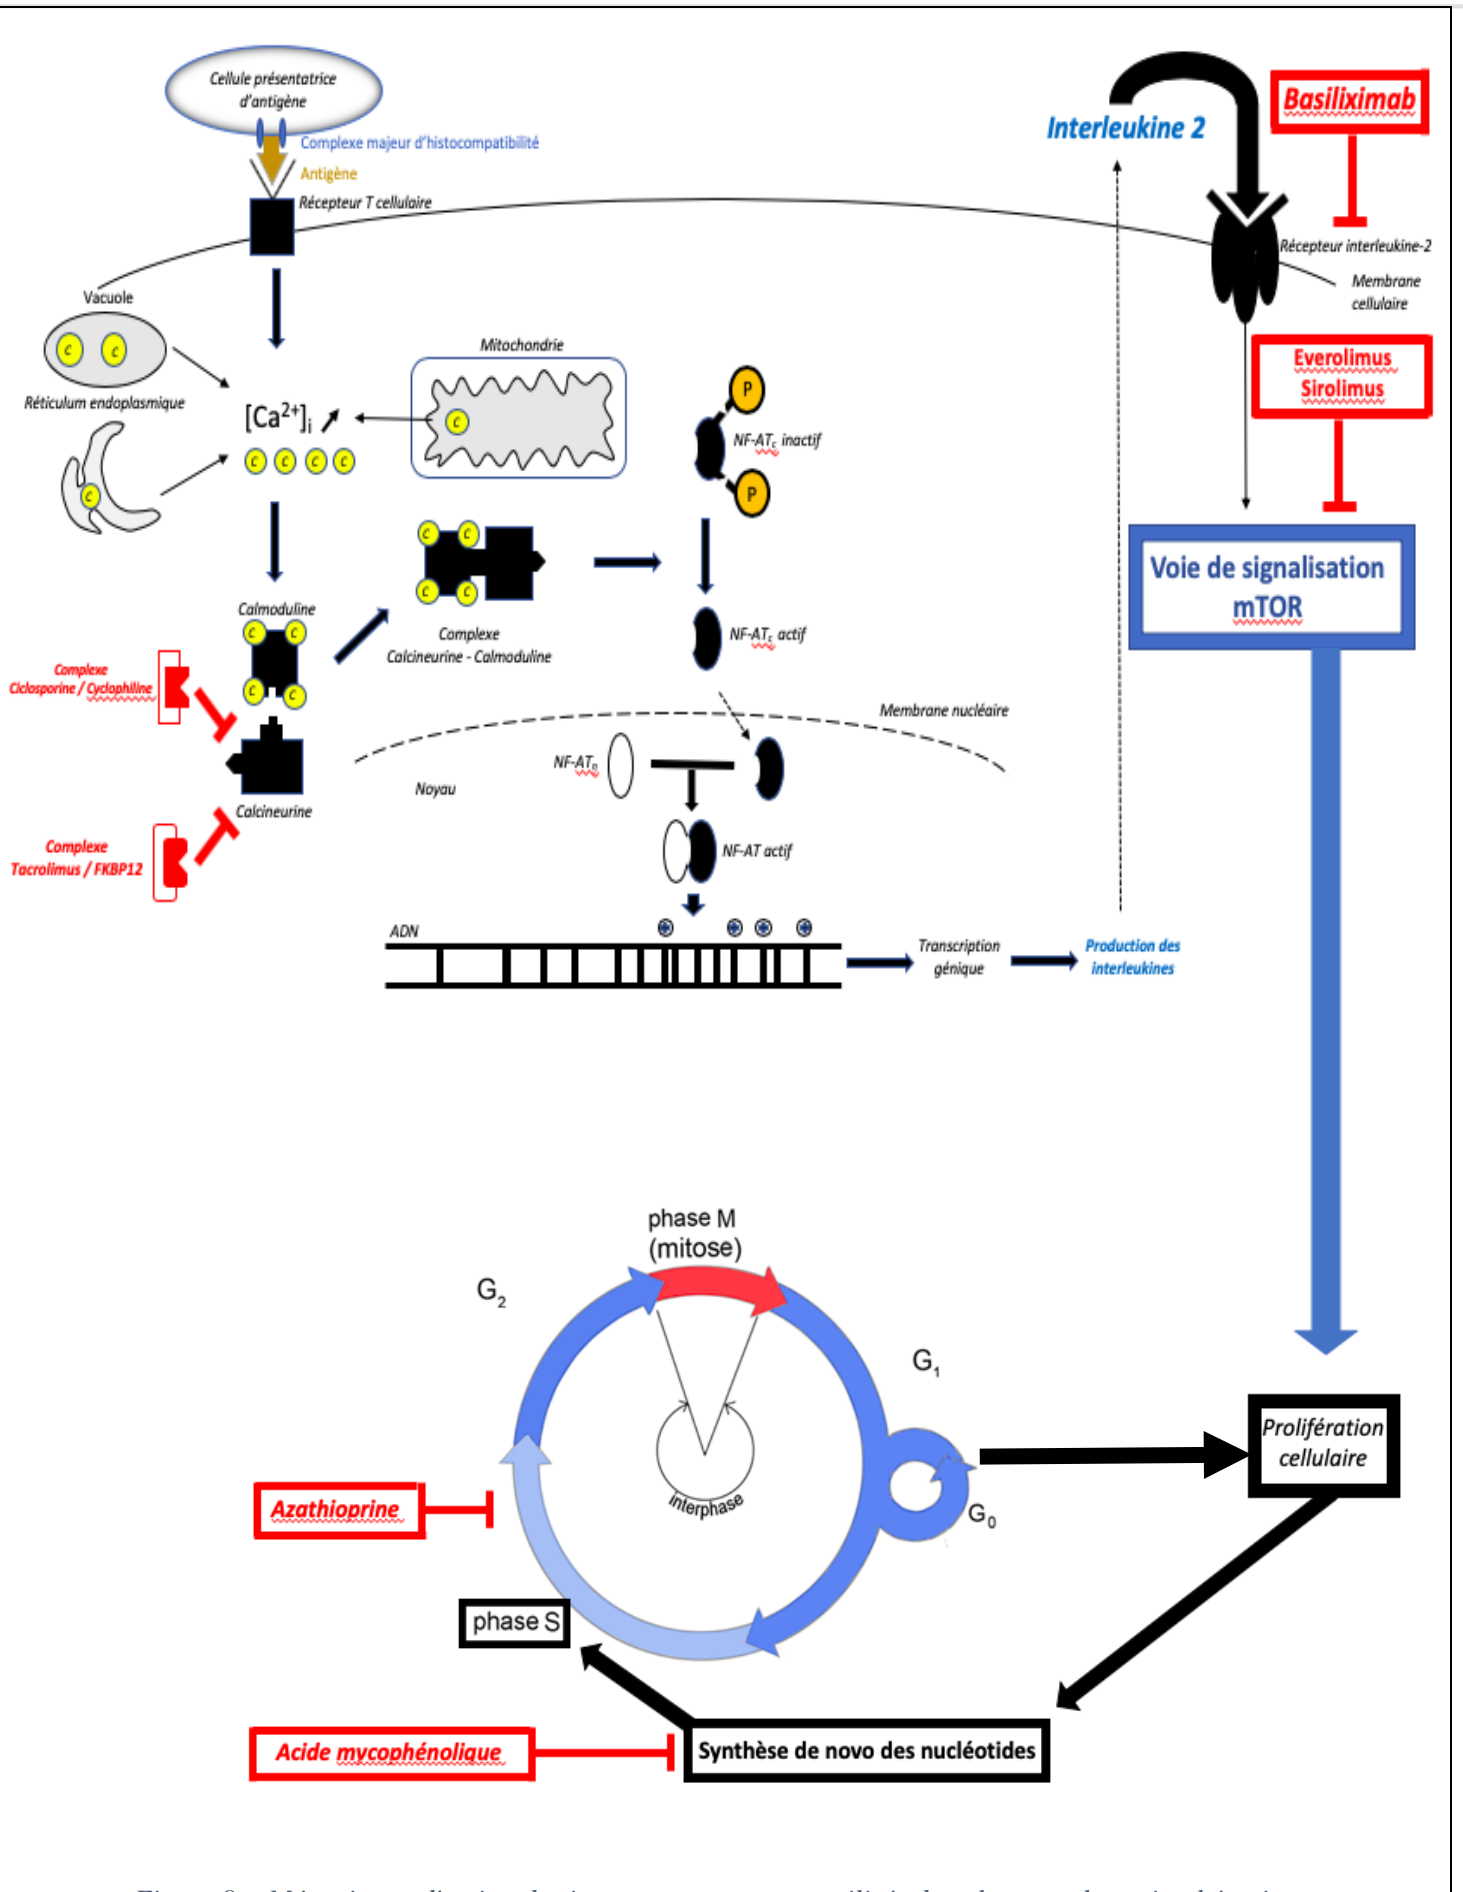 Cellule présentatrice
d'antigène
Complexe majeur d'histocompatibilité
Antigène
Récepteur T cellulaire
Interleukine 2
Basiliximab
Récepteur interleukine-2
Membrane
cellulaire
Vacuole
C C
Réticulum endoplasmique
C
[Ca2+]i
C C C C
Mitochondrie
C
P
NF-ATc inactif
P
Everolimus
Sirolimus
Voie de signalisation
mTOR
C C
C C
Complexe
Calcineurine - Calmoduline
NF-ATc actif
Calmoduline
C C
C C
Complexe
Ciclosporine / Cyclophiline
Calcineurine
Complexe
Tacrolimus / FKBP12
Membrane nucléaire
Noyau
NF-ATn
NF-AT actif
ADN
Transcription
génique
Production des
interleukines
phase M
(mitose)
G2
G1
G0
interphase
Prolifération
cellulaire
Azathioprine
phase S
Acide mycophénolique
Synthèse de novo des nucléotides